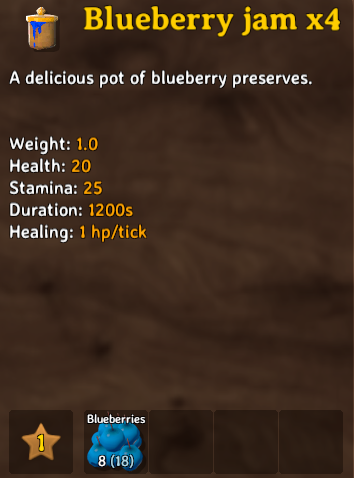 Blueberry jam x4
A delicious pot of blueberry preserves.
Weight: 1.0
Health: 20
Stamina: 25
Duration: 1200s
Healing: 1 hp/tick
Blueberries
1
8 (18)